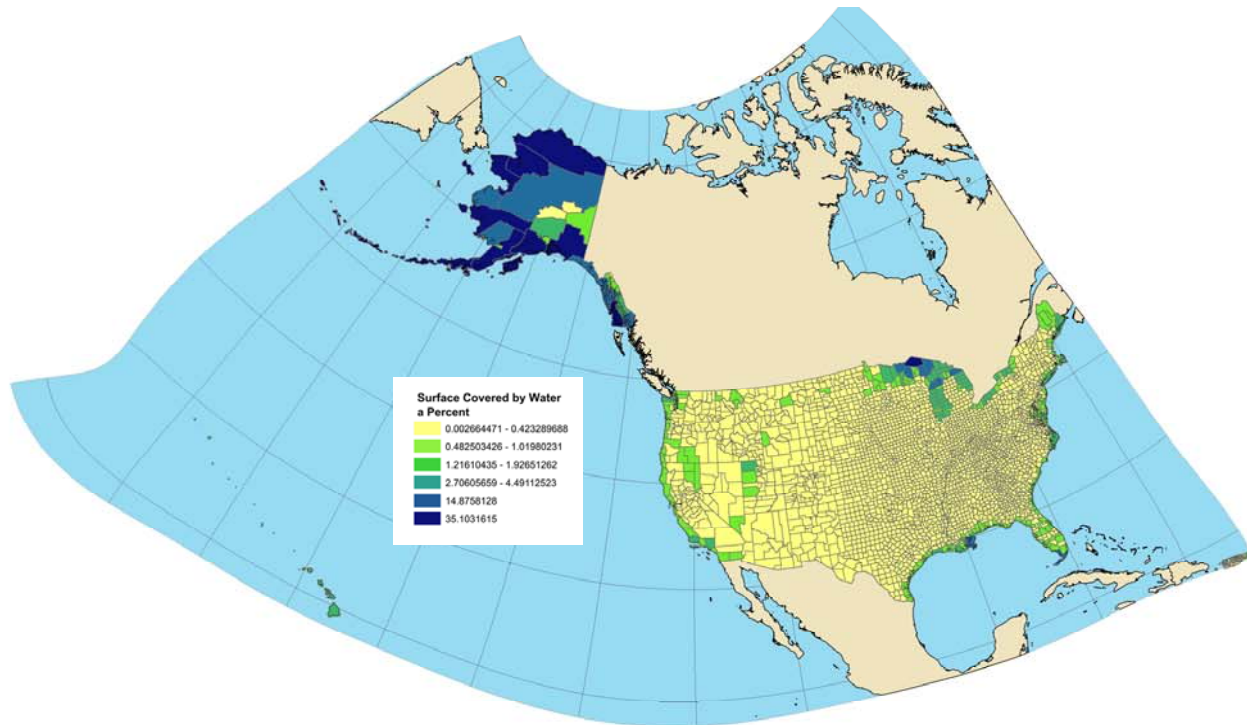 Surface Covered by Water
a Percent
0.002664471 - 0.423289688
0.482503426 - 1.01980231
1.21610435 - 1.92651262
2.70605659 - 4.49112523
14.8758128
35.1031615